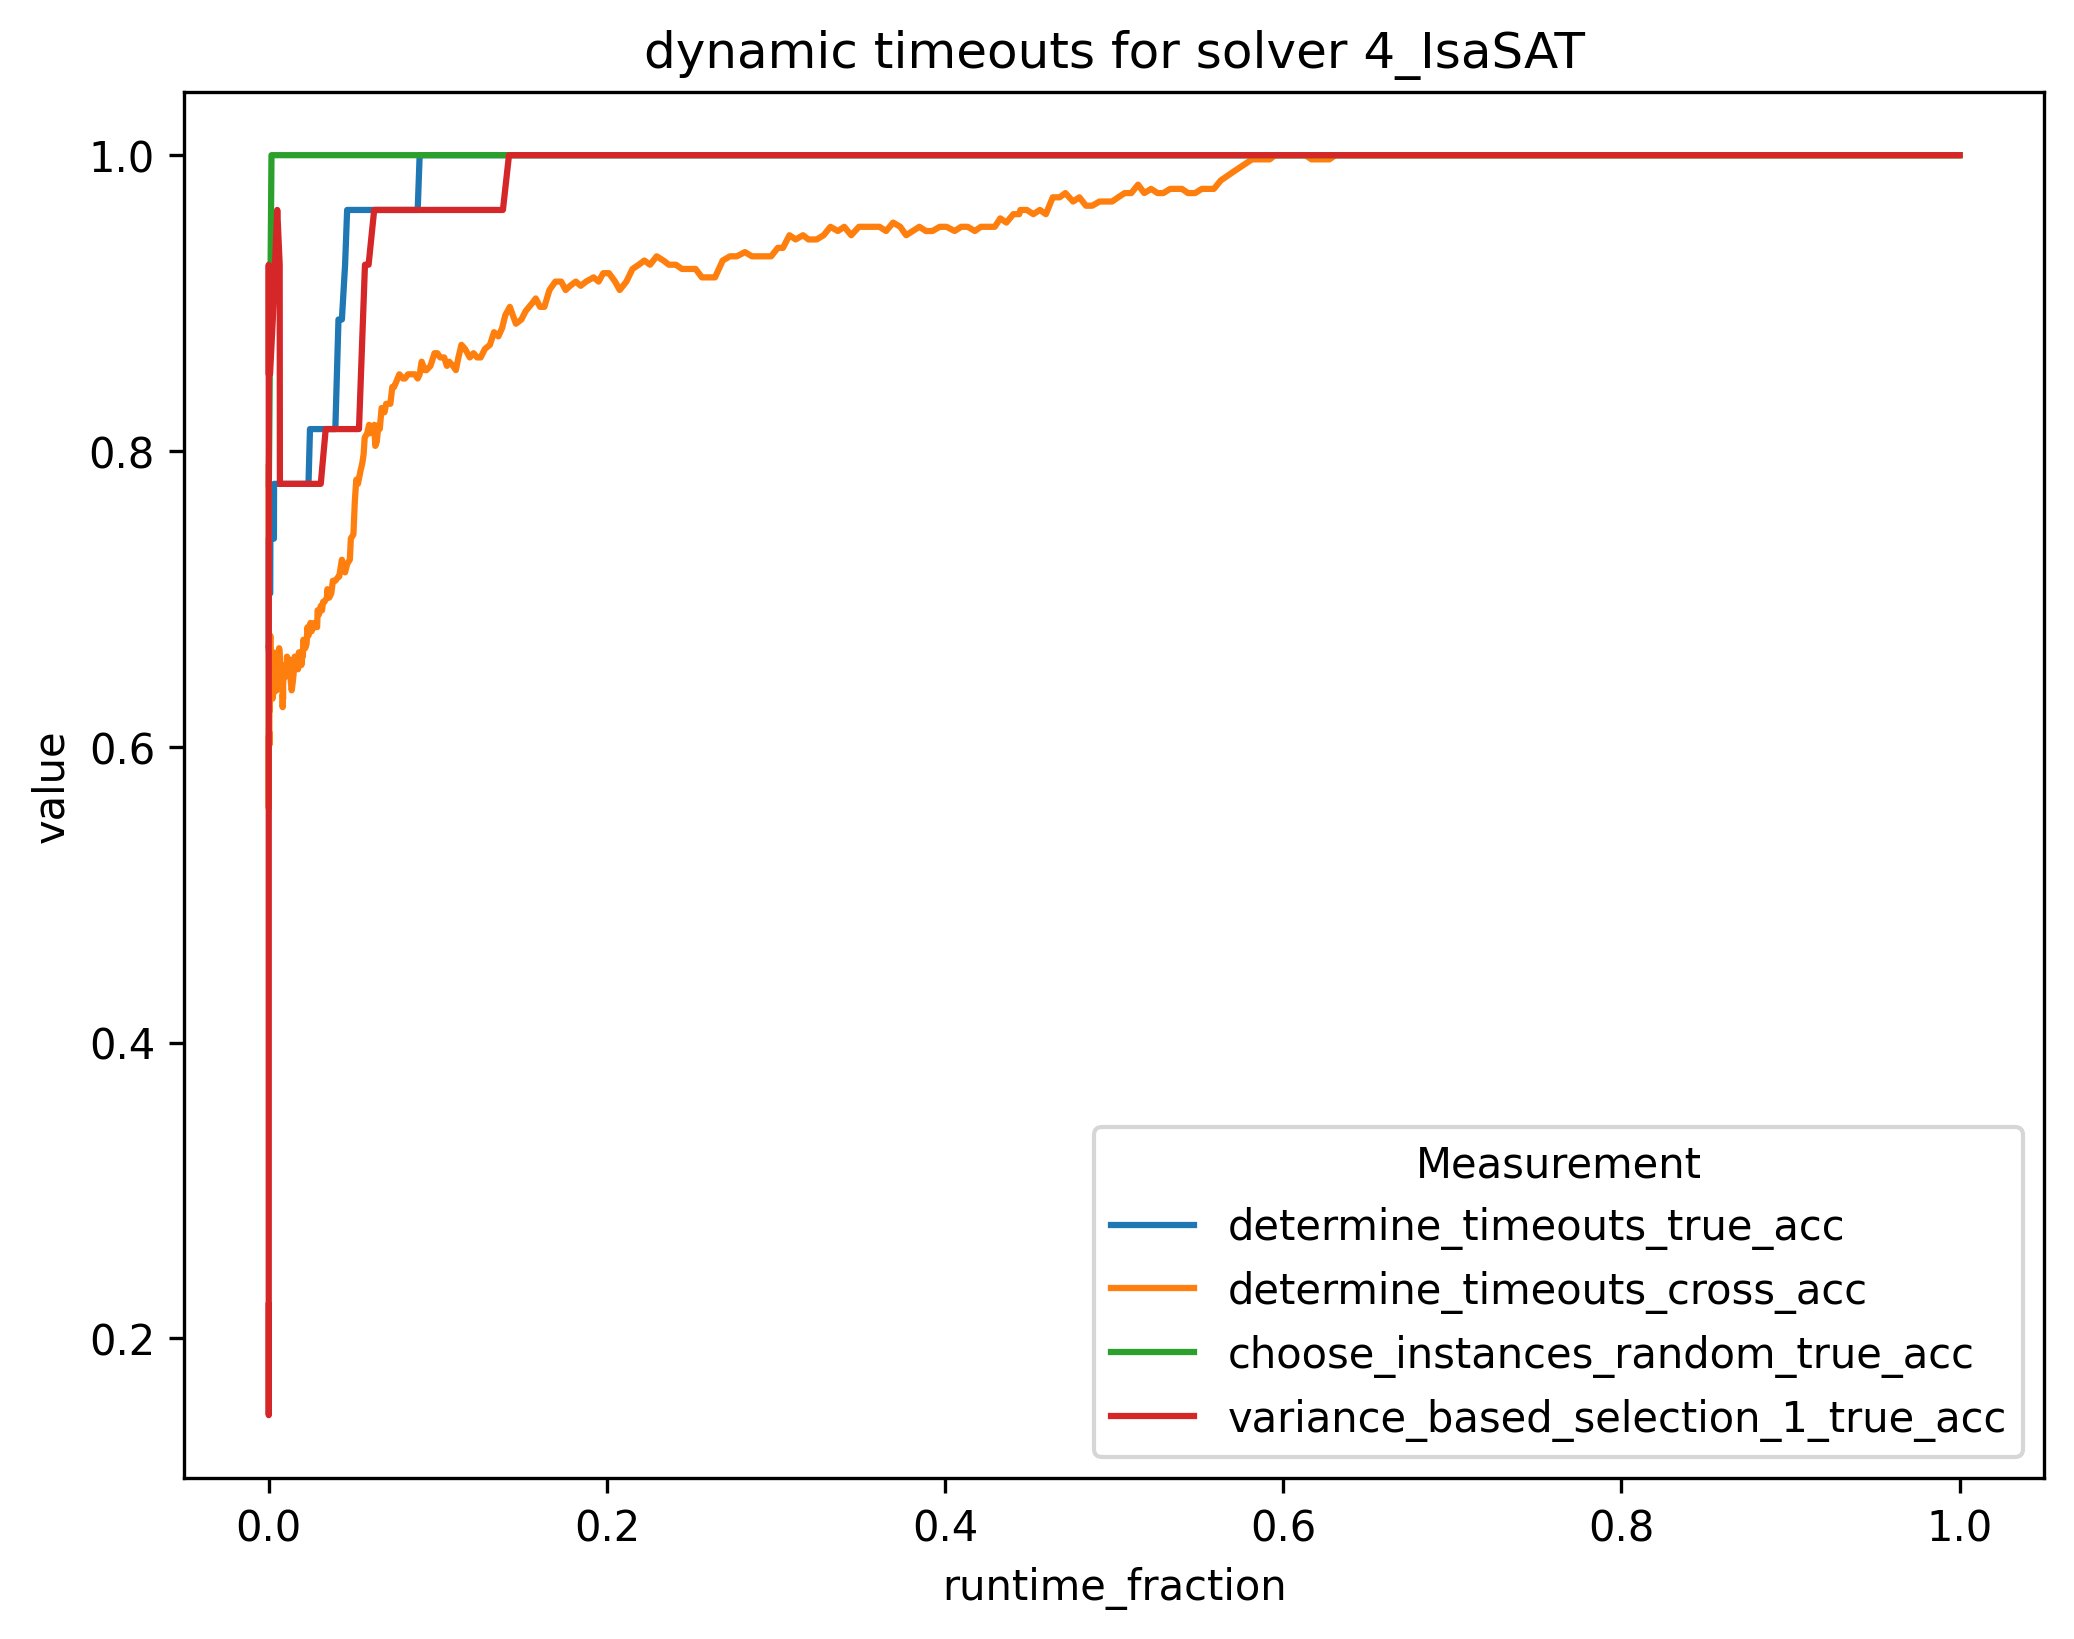 dynamic timeouts for solver 4_IsaSAT
1.0
0.8
0.6
0.4
0.2
value
0.0 0.2 0.4 0.6 0.8 1.0
runtime_fraction
Measurement
determine_timeouts_true_acc
determine_timeouts_cross_acc
choose_instances_random_true_acc
variance_based_selection_1_true_acc